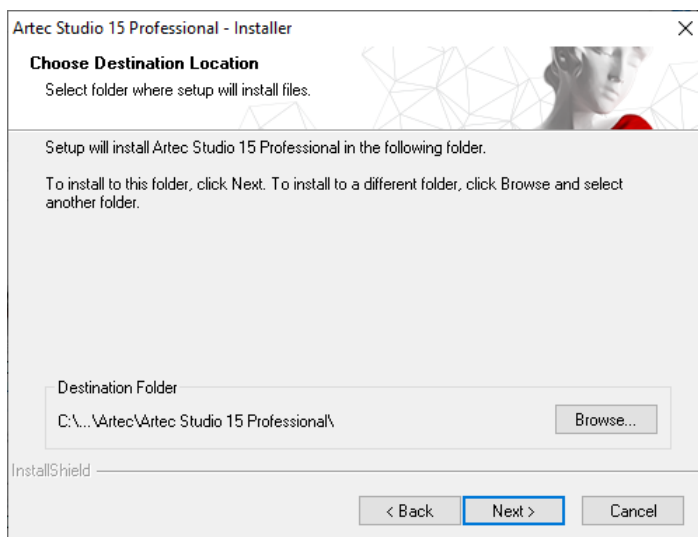 Artec Studio 15 Professional - Installer
Choose Destination Location
Select folder where setup will install files.
Setup will install Artec Studio 15 Professional in the following folder.
To install to this folder, click Next. To install to a different folder, click Browse and select
another folder.
Destination Folder
C:\...\Artec\Artec Studio 15 Professional\
Browse...
InstallShield
< Back
Next >
Cancel